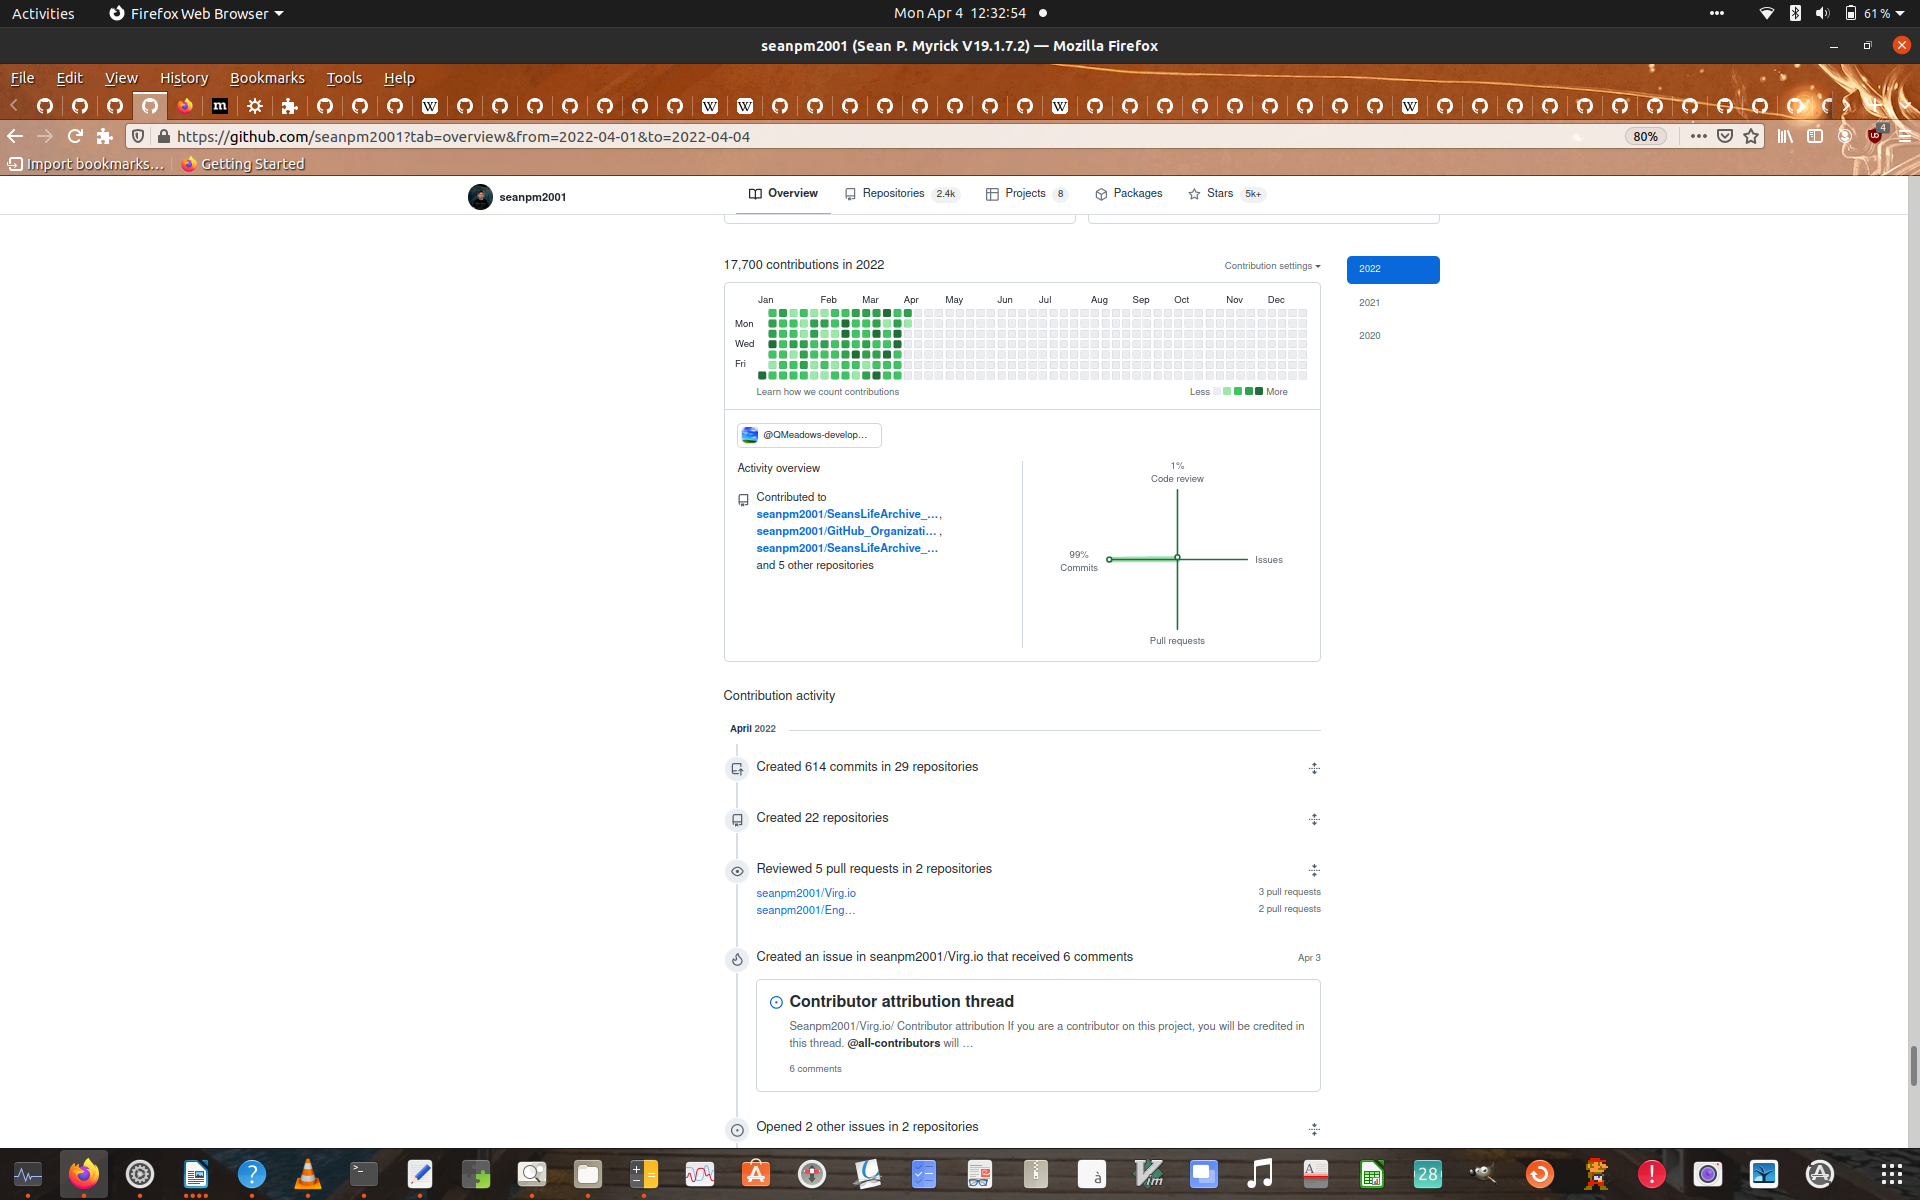 Activities
Firefox Web Browser
Mon Apr 4 12:32:54
61 %
seanpm2001 (Sean P. Myrick V19.1.7.2) — Mozilla Firefox
File Edit View History Bookmarks Tools Help
https://github.com/seanpm2001?tab=overview&from=2022-04-01&to=2022-04-04
80%
4
Import bookmarks… Getting Started
seanpm2001
Overview Repositories 2.4k Projects 8 Packages Stars 5k+
17,700 contributions in 2022
Contribution settings
2022
2021
2020
Jan Feb Mar Apr May Jun Jul Aug Sep Oct Nov Dec
Mon
Wed
Fri
Learn how we count contributions
Less More
@QMeadows-develop…
Activity overview
Contributed to
seanpm2001/SeansLifeArchive_…,
seanpm2001/GitHub_Organizati… ,
seanpm2001/SeansLifeArchive_…
and 5 other repositories
1%
Code review
99%
Commits
Issues
Pull requests
Contribution activity
April 2022
Created 614 commits in 29 repositories
Created 22 repositories
Reviewed 5 pull requests in 2 repositories
seanpm2001/Virg.io 3 pull requests
seanpm2001/Eng… 2 pull requests
Created an issue in seanpm2001/Virg.io that received 6 comments Apr 3
Contributor attribution thread
Seanpm2001/Virg.io/ Contributor attribution If you are a contributor on this project, you will be credited in
this thread. @all-contributors will …
6 comments
Opened 2 other issues in 2 repositories
28